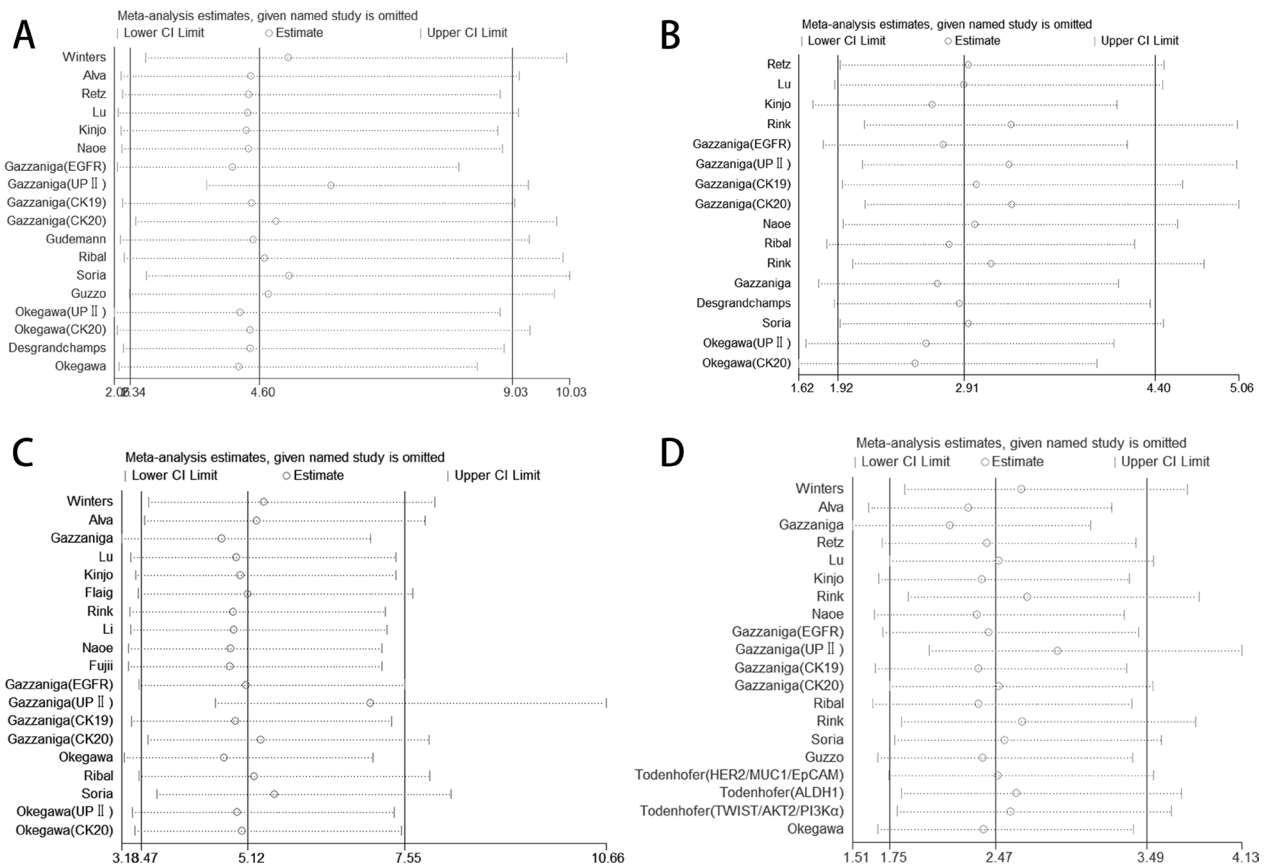 A
Meta-analysis estimates, given named study is omitted
Lower CI Limit Estimate Upper CI Limit
Winters
Alva
Retz
Lu
Kinjo
Naoe
Gazzaniga(EGFR)
Gazzaniga(UPⅡ)
Gazzaniga(CK19)
Gazzaniga(CK20)
Gudemann
Ribal
Soria
Guzzo
Okegawa(UPⅡ)
Okegawa(CK20)
Desgrandchamps
Okegawa
2.34 4.60 9.03 10.03
B
Meta-analysis estimates, given named study is omitted
Lower CI Limit Estimate Upper CI Limit
Retz
Lu
Kinjo
Rink
Gazzaniga(EGFR)
Gazzaniga(UPⅡ)
Gazzaniga(CK19)
Gazzaniga(CK20)
Naoe
Ribal
Rink
Gazzaniga
Desgrandchamps
Soria
Okegawa(UPⅡ)
Okegawa(CK20)
1.62 1.92 2.91 4.40 5.06
C
Meta-analysis estimates, given named study is omitted
Lower CI Limit Estimate Upper CI Limit
Winters
Alva
Gazzaniga
Lu
Kinjo
Flaig
Rink
Li
Naoe
Fujii
Gazzaniga(EGFR)
Gazzaniga(UPⅡ)
Gazzaniga(CK19)
Gazzaniga(CK20)
Okegawa
Ribal
Soria
Okegawa(UPⅡ)
Okegawa(CK20)
3.18 3.47 5.12 7.55 10.66
D
Meta-analysis estimates, given named study is omitted
Lower CI Limit Estimate Upper CI Limit
Winters
Alva
Gazzaniga
Retz
Lu
Kinjo
Rink
Naoe
Gazzaniga(EGFR)
Gazzaniga(UPⅡ)
Gazzaniga(CK19)
Gazzaniga(CK20)
Ribal
Rink
Soria
Guzzo
Todenhofer(HER2/MUC1/EpCAM)
Todenhofer(ALDH1)
Todenhofer(TWIST/AKT2/PI3Kα)
Okegawa
1.51 1.75 2.47 3.49 4.13